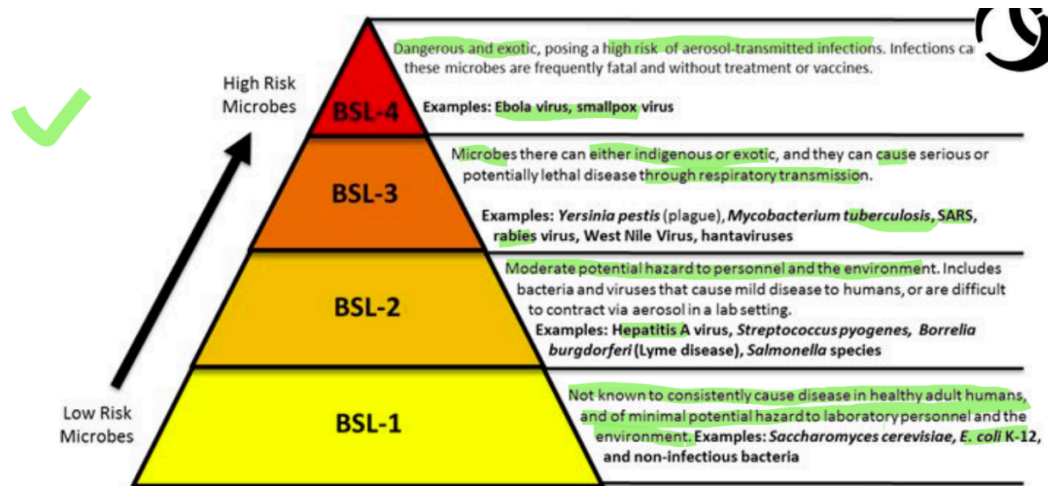 Dangerous and exotic, posing a high risk of aerosol-transmitted infections. Infections
these microbes are frequently fatal and without treatment or vaccines.
High Risk
Microbes
BSL-4
Examples: Ebola virus, smallpox virus
Microbes there can either indigenous or exotic, and they can cause serious or
potentially lethal disease through respiratory transmission.
BSL-3
Examples: Yersinia pestis (plague), Mycobacterium tuberculosis, SARS,
rabies virus, West Nile Virus, hantaviruses
Moderate potential hazard to personnel and the environment. Includes
bacteria and viruses that cause mild disease to humans, or are difficult
to contract via aerosol in a lab setting.
BSL-2
Examples: Hepatitis A virus, Streptococcus pyogenes, Borrelia
burgdorferi (Lyme disease), Salmonella species
Low Risk
Microbes
BSL-1
Not known to consistently cause disease in healthy adult humans,
and of minimal potential hazard to laboratory personnel and the
environment. Examples: Saccharomyces cerevisiae, E. coli K-12,
and non-infectious bacteria